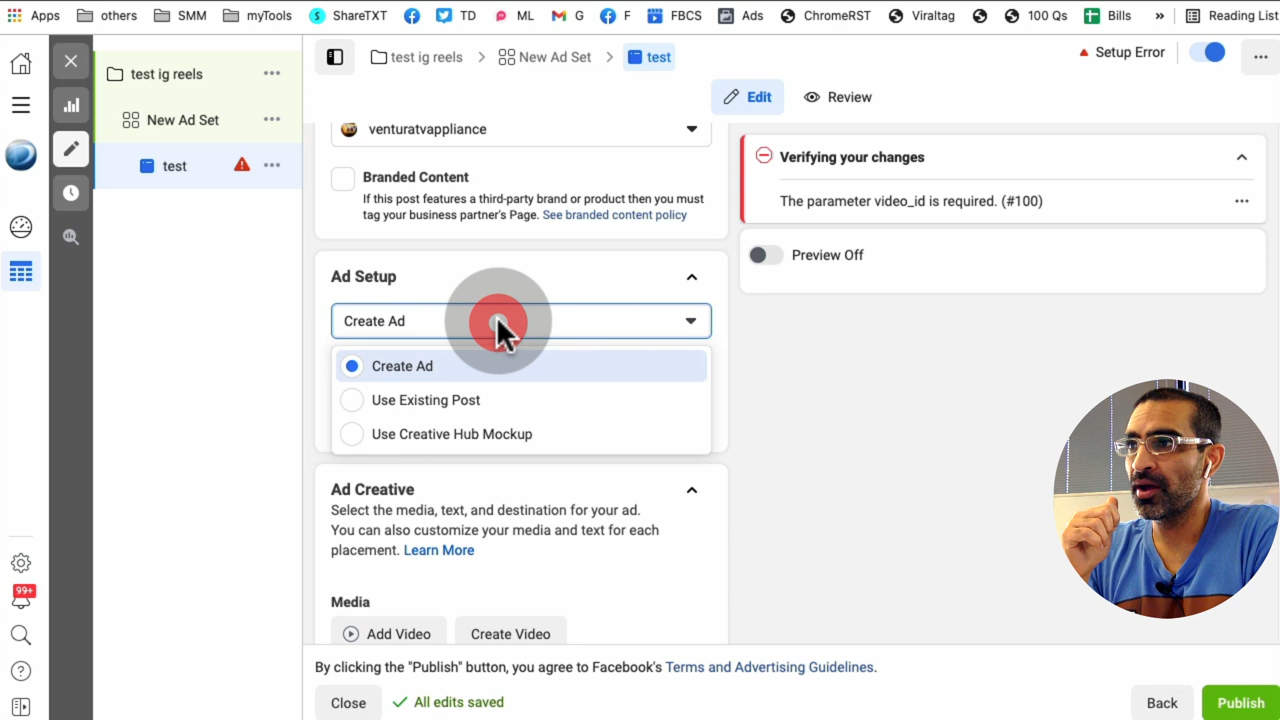 Apps others SMM myTools ShareTXT TD ML G F FBCS Ads ChromeRST Viraltag 100 Qs Bills » Reading List
test ig reels
New Ad Set
test
99+
test ig reels > New Ad Set > test
Setup Error
Edit
Review
venturatvappliance
Branded Content
If this post features a third-party brand or product then you must
tag your business partner's Page. See branded content policy
Ad Setup
Create Ad
Create Ad
Use Existing Post
Use Creative Hub Mockup
Ad Creative
Select the media, text, and destination for your ad.
You can also customize your media and text for each
placement. Learn More
Media
Add Video
Create Video
Verifying your changes
The parameter video_id is required. (#100)
Preview Off
By clicking the "Publish" button, you agree to Facebook's Terms and Advertising Guidelines.
Close
All edits saved
Back
Publish